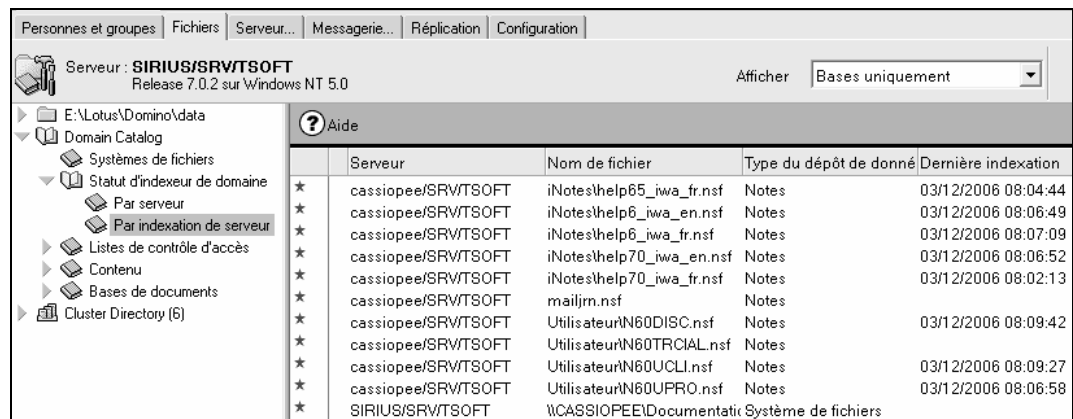 Personnes et groupes Fichiers Serveur... Messagerie... Réplication Configuration
Serveur : SIRIUS/SRV/TSOFT
Release 7.0.2 sur Windows NT 5.0
Afficher Bases uniquement
E:\Lotus\Domino\data
Domain Catalog
Systèmes de fichiers
Statut d'indexeur de domaine
Par serveur
Par indexation de serveur
Listes de contrôle d'accès
Contenu
Bases de documents
Cluster Directory (6)
? Aide
Serveur Nom de fichier Type du dépôt de donné Dernière indexation
cassiopee/SRV/TSOFT iNotes\help65_iwa_fr.nsf Notes 03/12/2006 08:04:44
cassiopee/SRV/TSOFT iNotes\help6_iwa_en.nsf Notes 03/12/2006 08:06:49
cassiopee/SRV/TSOFT iNotes\help6_iwa_fr.nsf Notes 03/12/2006 08:07:09
cassiopee/SRV/TSOFT iNotes\help70_iwa_en.nsf Notes 03/12/2006 08:06:52
cassiopee/SRV/TSOFT iNotes\help70_iwa_fr.nsf Notes 03/12/2006 08:02:13
cassiopee/SRV/TSOFT mailjrn.nsf Notes
cassiopee/SRV/TSOFT Utilisateur\N60DISC.nsf Notes 03/12/2006 08:09:42
cassiopee/SRV/TSOFT Utilisateur\N60TRCIAL.nsf Notes
cassiopee/SRV/TSOFT Utilisateur\N60UCLI.nsf Notes 03/12/2006 08:09:27
cassiopee/SRV/TSOFT Utilisateur\N60UPRO.nsf Notes 03/12/2006 08:06:58
SIRIUS/SRV/TSOFT \\CASSIOPEE\Documentati Système de fichiers